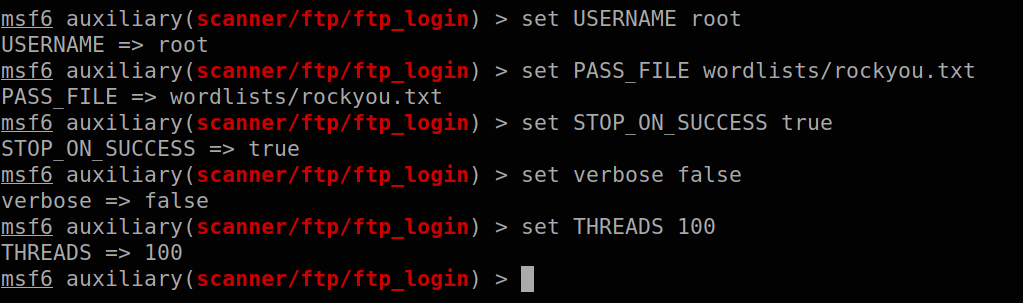 msf6 auxiliary(scanner/ftp/ftp_login) > set USERNAME root
USERNAME => root
msf6 auxiliary(scanner/ftp/ftp_login) > set PASS_FILE wordlists/rockyou.txt
PASS_FILE => wordlists/rockyou.txt
msf6 auxiliary(scanner/ftp/ftp_login) > set STOP_ON_SUCCESS true
STOP_ON_SUCCESS => true
msf6 auxiliary(scanner/ftp/ftp_login) > set verbose false
verbose => false
msf6 auxiliary(scanner/ftp/ftp_login) > set THREADS 100
THREADS => 100
msf6 auxiliary(scanner/ftp/ftp_login) >